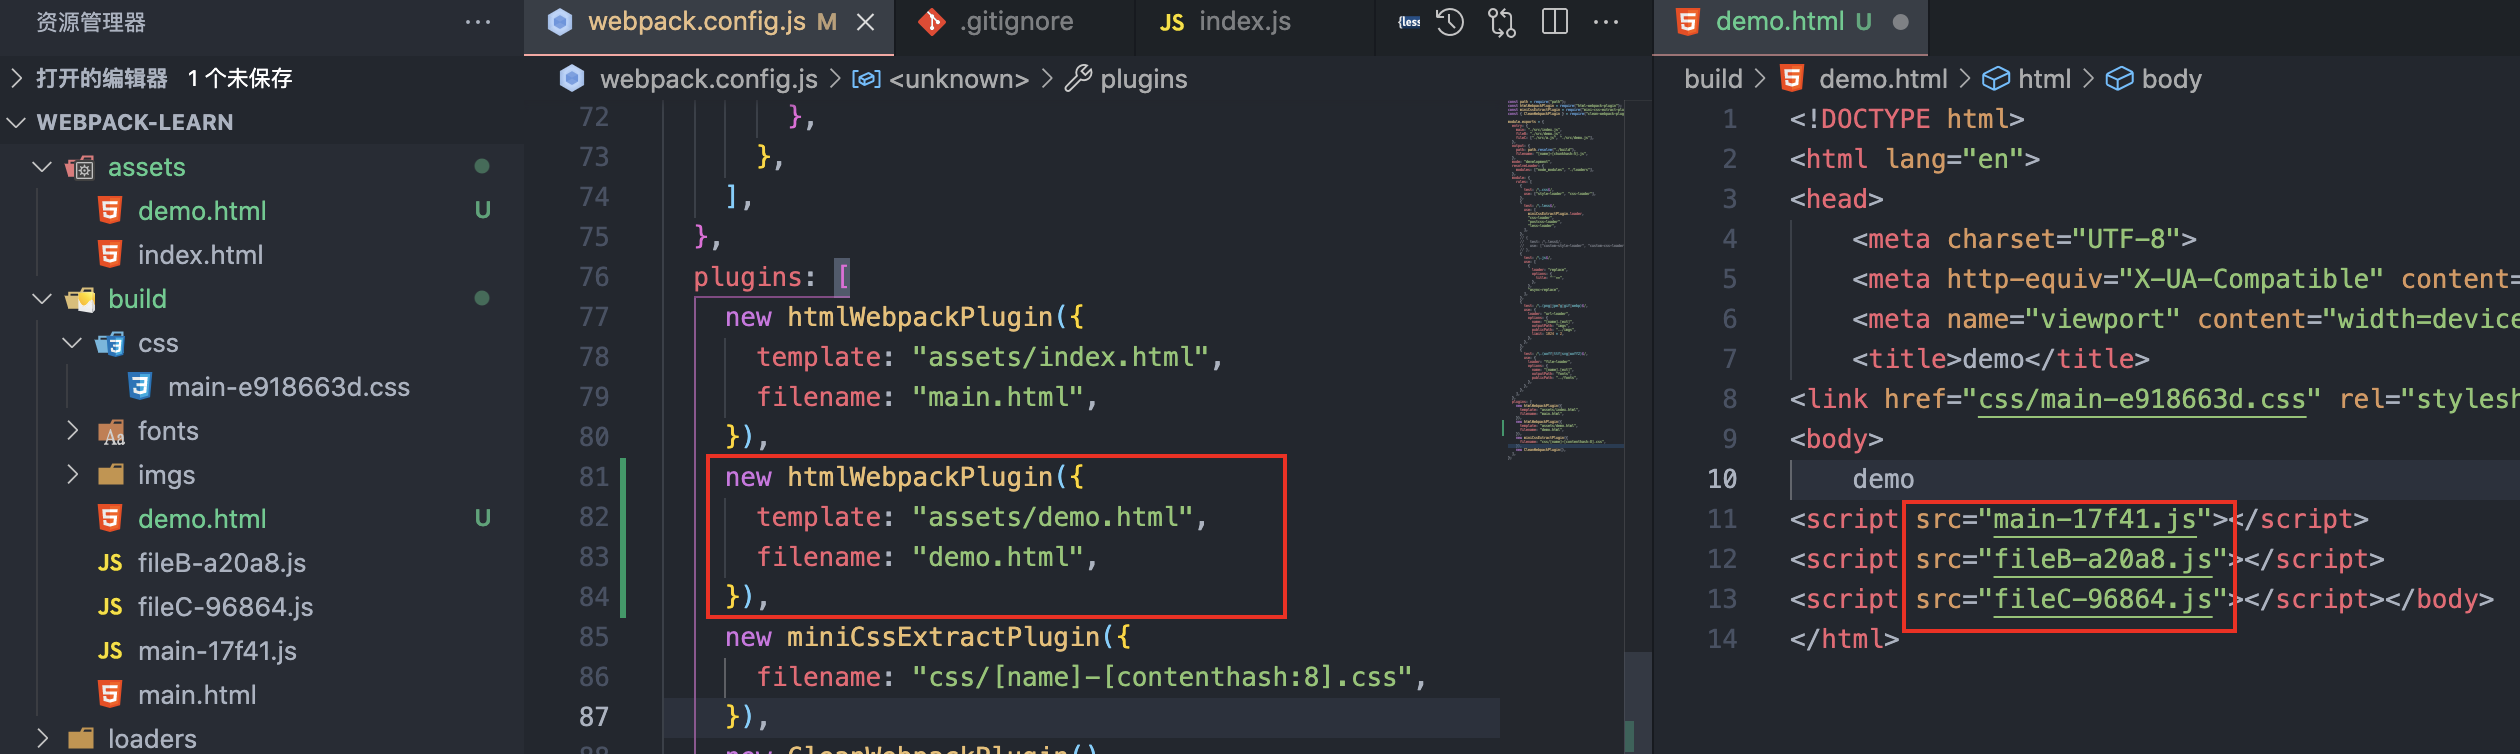 资源管理器 ···
打开的编辑器 1 个未保存
WEBPACK-LEARN
assets
demo.html U
index.html
build
css
main-e918663d.css
fonts
imgs
demo.html U
JS fileB-a20a8.js
JS fileC-96864.js
JS main-17f41.js
main.html
loaders
webpack.config.js M
.gitignore
JS index.js
{less
webpack.config.js > <unknown> > plugins
72 },
73 },
74 ],
75 },
76 plugins: [
77 new htmlWebpackPlugin({
78 template: "assets/index.html",
79 filename: "main.html",
80 }),
81 new htmlWebpackPlugin({
82 template: "assets/demo.html",
83 filename: "demo.html",
84 }),
85 new miniCssExtractPlugin({
86 filename: "css/[name]-[contenthash:8].css",
87 }),
88 new CleanWebpackPlugin()
demo.html U
build > demo.html > html > body
1 <!DOCTYPE html>
2 <html lang="en">
3 <head>
4 <meta charset="UTF-8">
5 <meta http-equiv="X-UA-Compatible" content=
6 <meta name="viewport" content="width=device
7 <title>demo</title>
8 <link href="css/main-e918663d.css" rel="stylesh
9 <body>
10 demo
11 <script src="main-17f41.js"></script>
12 <script src="fileB-a20a8.js"></script>
13 <script src="fileC-96864.js"></script></body>
14 </html>